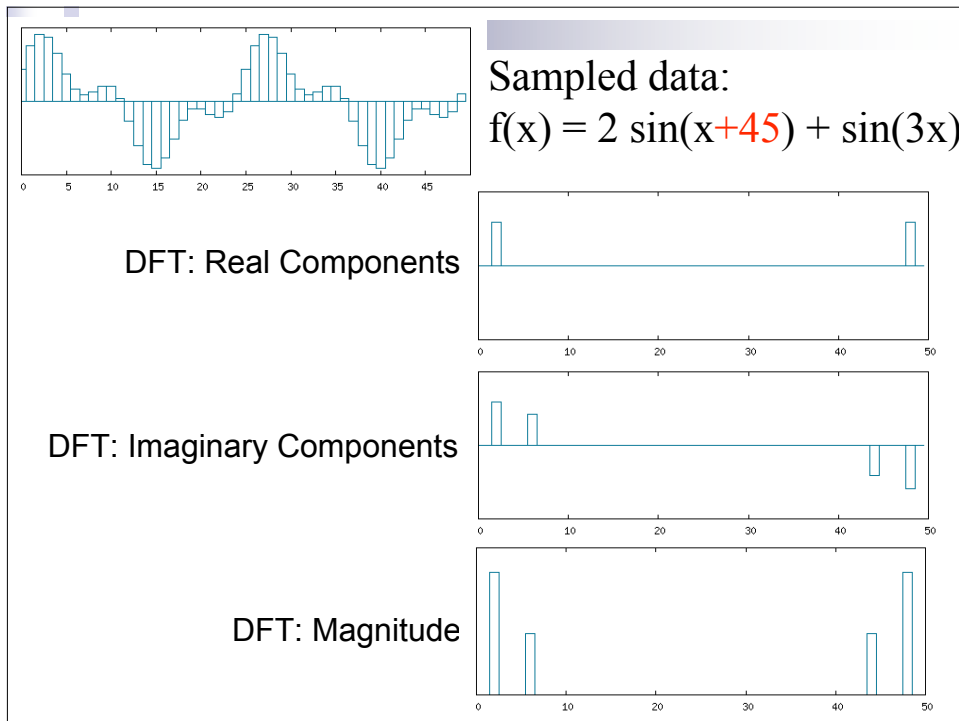 Sampled data:
f(x) = 2 sin(x+45) + sin(3x)
0 5 10 15 20 25 30 35 40 45
DFT: Real Components
0 10 20 30 40 50
DFT: Imaginary Components
0 10 20 30 40 50
DFT: Magnitude
0 10 20 30 40 50